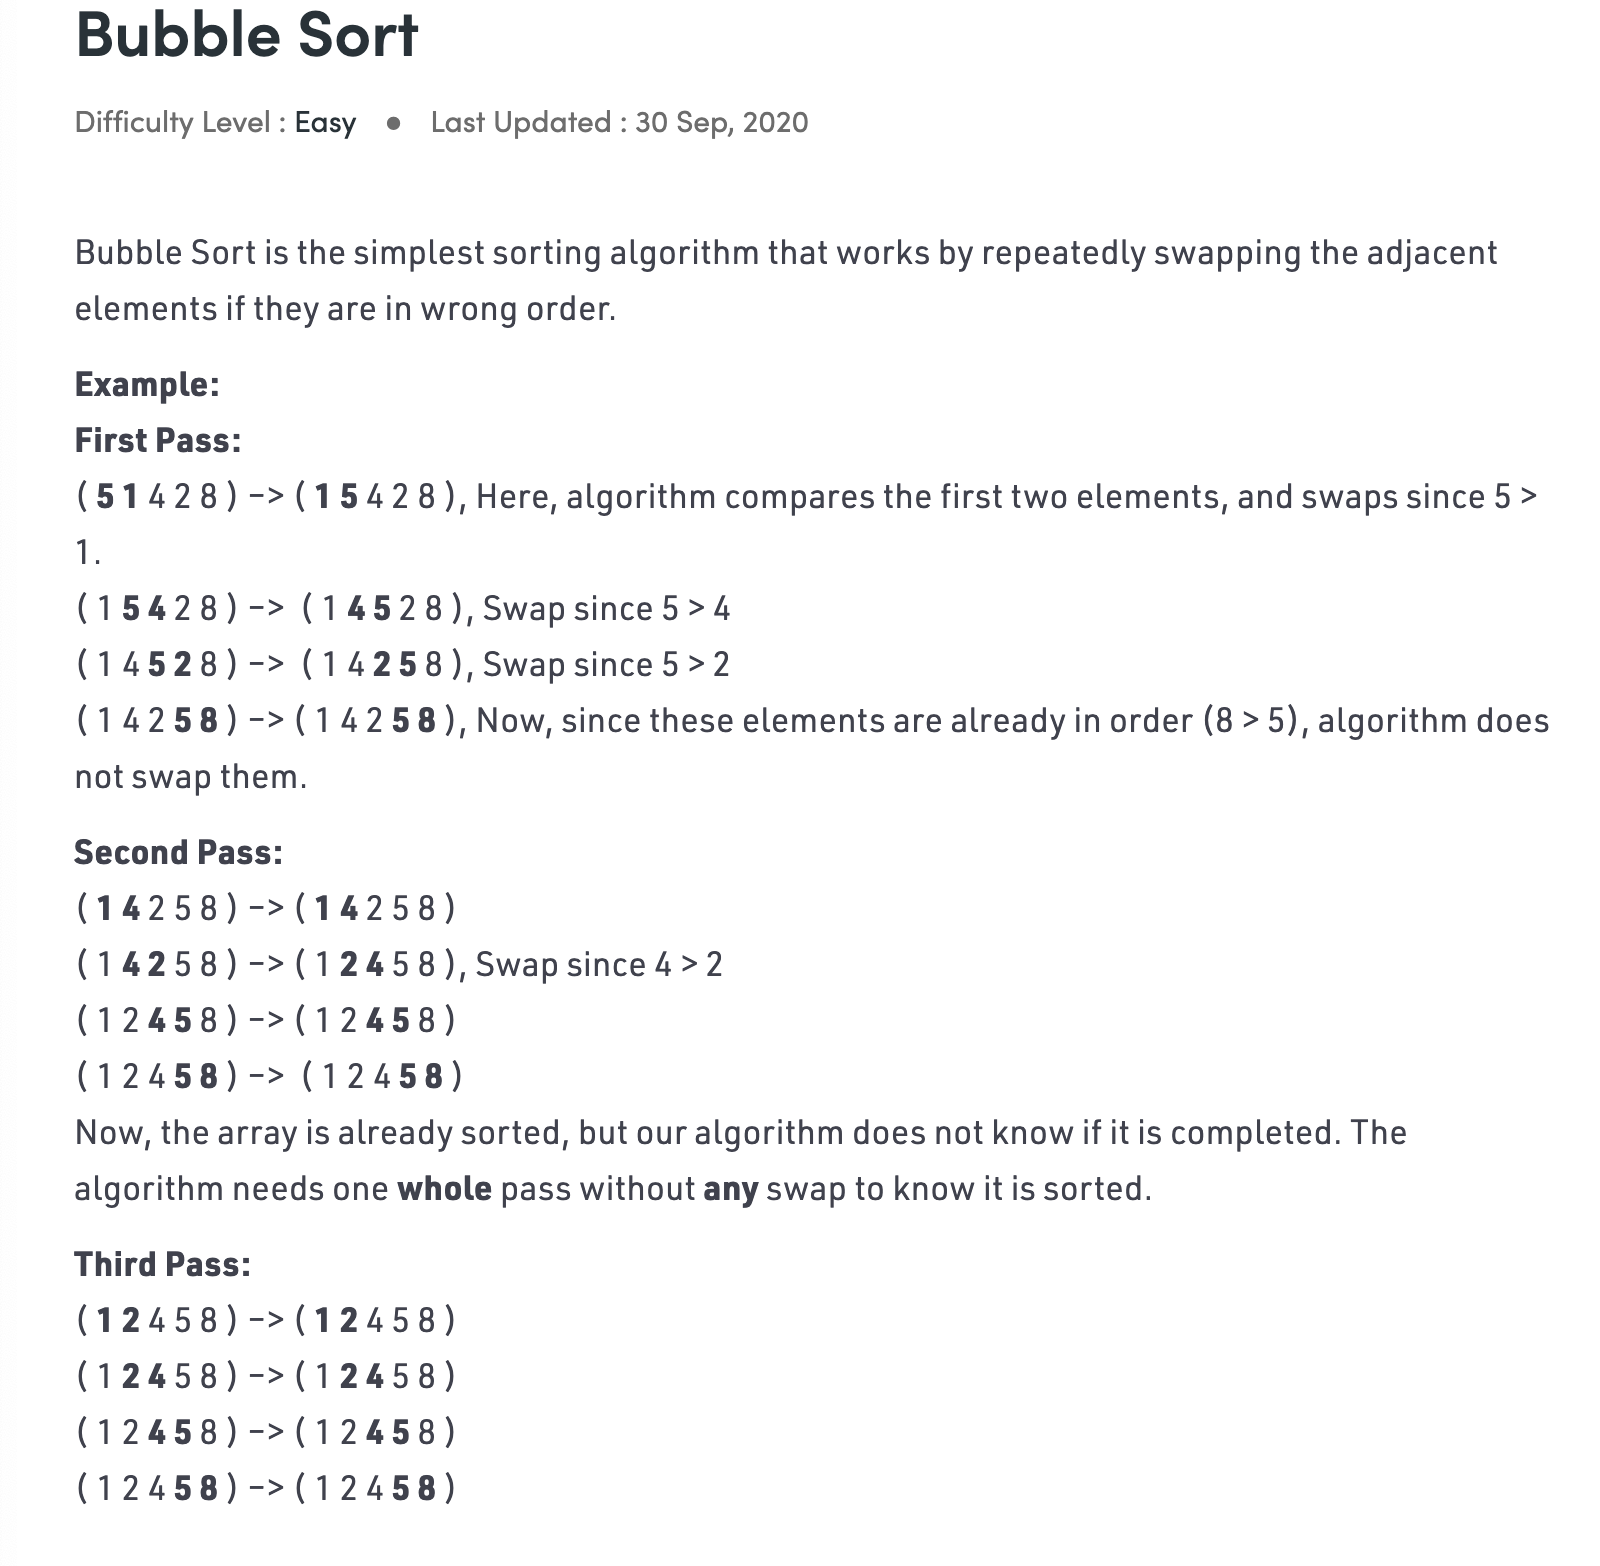 Bubble Sort
Difficulty Level : Easy ● Last Updated : 30 Sep, 2020
Bubble Sort is the simplest sorting algorithm that works by repeatedly swapping the adjacent
elements if they are in wrong order.
Example:
First Pass:
( 5 1 4 2 8 ) –> ( 1 5 4 2 8 ), Here, algorithm compares the first two elements, and swaps since 5 >
1.
( 1 5 4 2 8 ) –>  ( 1 4 5 2 8 ), Swap since 5 > 4
( 1 4 5 2 8 ) –>  ( 1 4 2 5 8 ), Swap since 5 > 2
( 1 4 2 5 8 ) –> ( 1 4 2 5 8 ), Now, since these elements are already in order (8 > 5), algorithm does
not swap them.
Second Pass:
( 1 4 2 5 8 ) –> ( 1 4 2 5 8 )
( 1 4 2 5 8 ) –> ( 1 2 4 5 8 ), Swap since 4 > 2
( 1 2 4 5 8 ) –> ( 1 2 4 5 8 )
( 1 2 4 5 8 ) –>  ( 1 2 4 5 8 )
Now, the array is already sorted, but our algorithm does not know if it is completed. The
algorithm needs one whole pass without any swap to know it is sorted.
Third Pass:
( 1 2 4 5 8 ) –> ( 1 2 4 5 8 )
( 1 2 4 5 8 ) –> ( 1 2 4 5 8 )
( 1 2 4 5 8 ) –> ( 1 2 4 5 8 )
( 1 2 4 5 8 ) –> ( 1 2 4 5 8 )